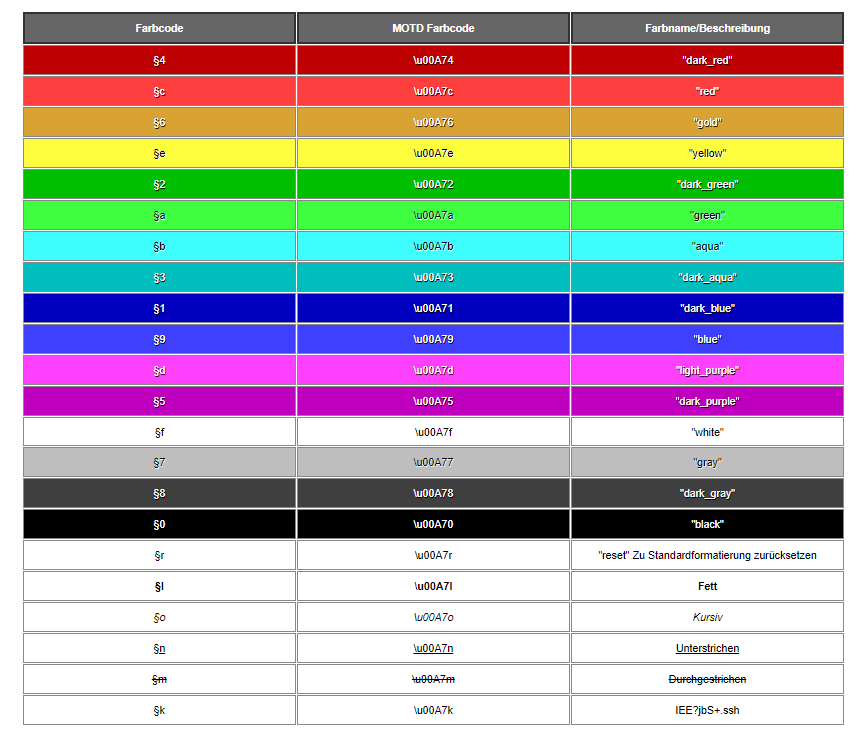 Farbcode MOTD Farbcode Farbname/Beschreibung
§4 \u00A74 "dark_red"
§c \u00A7c "red"
§6 \u00A76 "gold"
§e \u00A7e "yellow"
§2 \u00A72 "dark_green"
§a \u00A7a "green"
§b \u00A7b "aqua"
§3 \u00A73 "dark_aqua"
§1 \u00A71 "dark_blue"
§9 \u00A79 "blue"
§d \u00A7d "light_purple"
§5 \u00A75 "dark_purple"
§f \u00A7f "white"
§7 \u00A77 "gray"
§8 \u00A78 "dark_gray"
§0 \u00A70 "black"
§r \u00A7r "reset" Zu Standardformatierung zurücksetzen
§l \u00A7l Fett
§o \u00A7o Kursiv
§n \u00A7n Unterstrichen
§m \u00A7m Durchgestrichen
§k \u00A7k IEE?jbS+.ssh